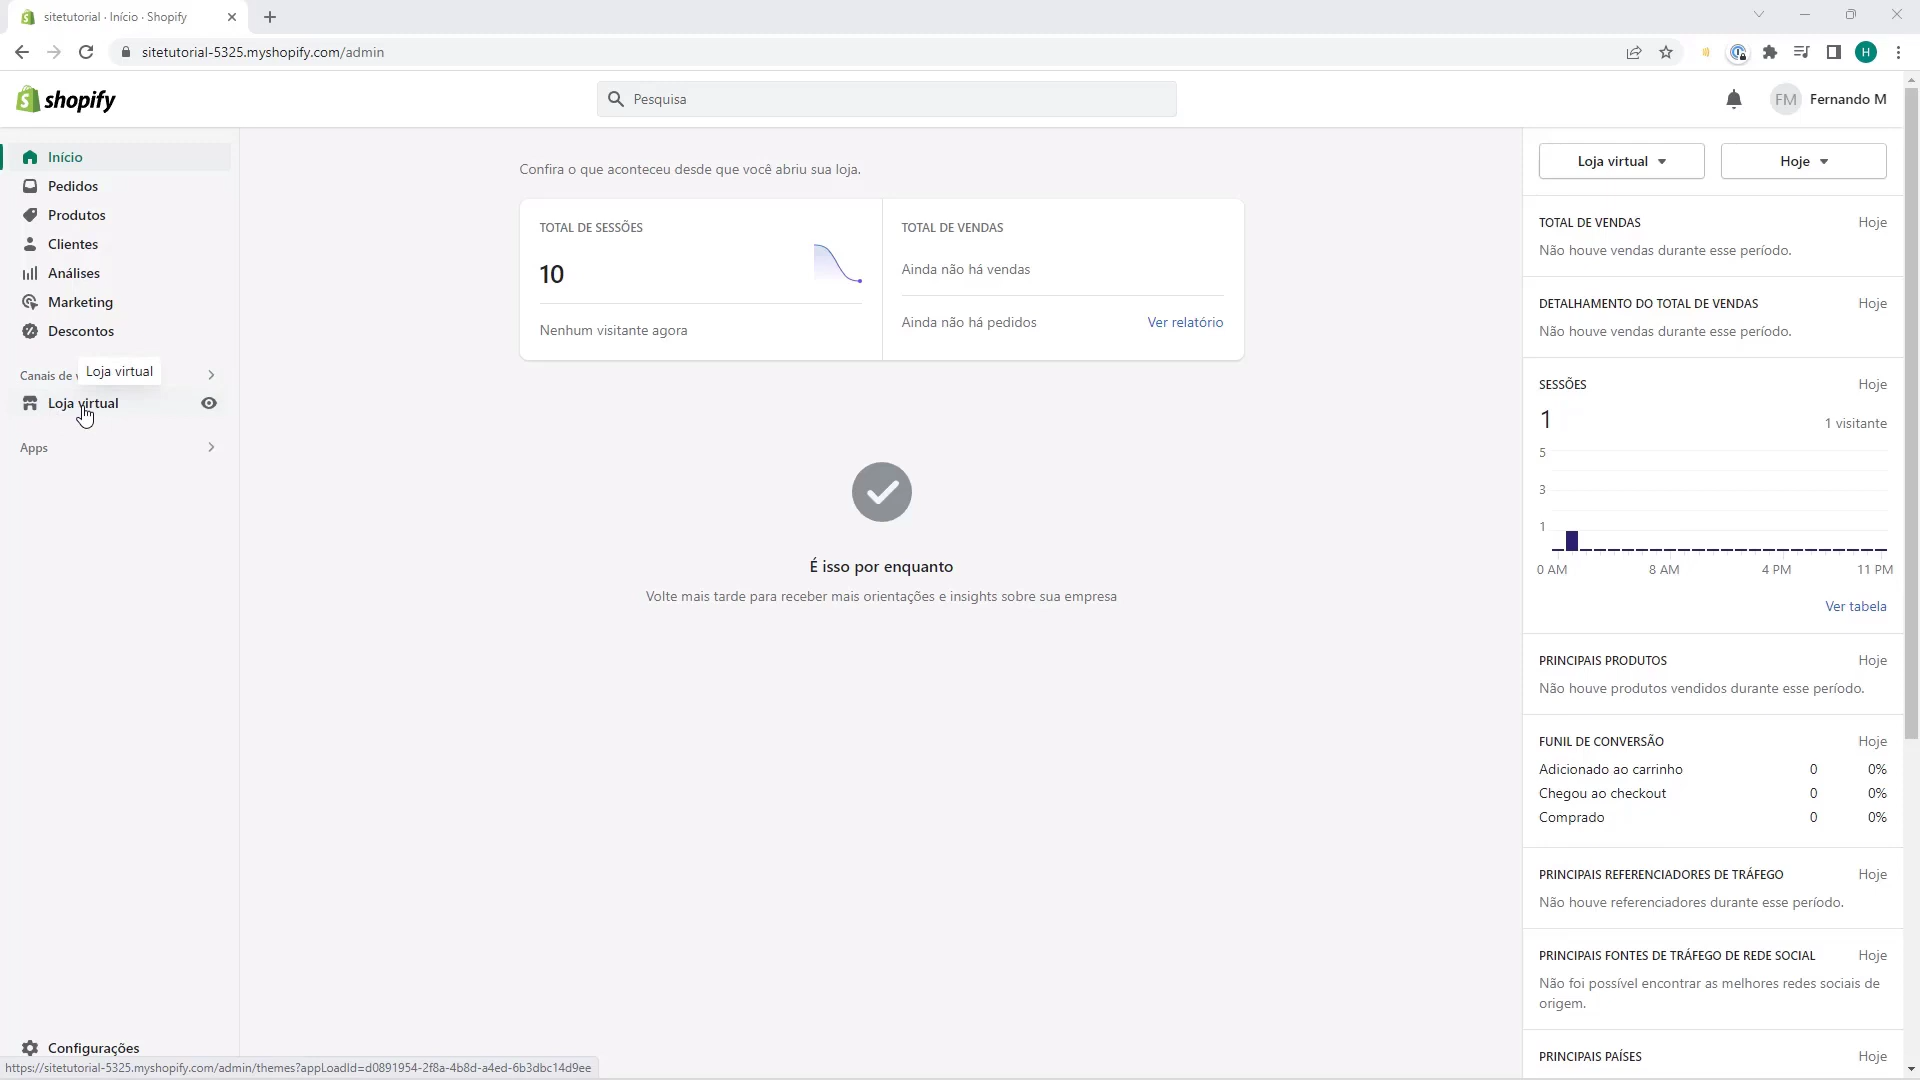 sitetutorial · Início · Shopify
sitetutorial-5325.myshopify.com/admin
H
shopify
Pesquisa
FM
Fernando M
Início
Pedidos
Produtos
Clientes
Análises
Marketing
Descontos
Canais de v
Loja virtual
Loja virtual
Apps
Configurações
https://sitetutorial-5325.myshopify.com/admin/themes?appLoadId=d0891954-2f8a-4b8d-a4ed-6b3dbc14d9ee
Confira o que aconteceu desde que você abriu sua loja.
TOTAL DE SESSÕES
10
Nenhum visitante agora
TOTAL DE VENDAS
Ainda não há vendas
Ainda não há pedidos Ver relatório
É isso por enquanto
Volte mais tarde para receber mais orientações e insights sobre sua empresa
Loja virtual
Hoje
TOTAL DE VENDAS Hoje
Não houve vendas durante esse período.
DETALHAMENTO DO TOTAL DE VENDAS Hoje
Não houve vendas durante esse período.
SESSÕES Hoje
1 1 visitante
5
3
1
0 AM 8 AM 4 PM 11 PM
Ver tabela
PRINCIPAIS PRODUTOS Hoje
Não houve produtos vendidos durante esse período.
FUNIL DE CONVERSÃO Hoje
Adicionado ao carrinho 0 0%
Chegou ao checkout 0 0%
Comprado 0 0%
PRINCIPAIS REFERENCIADORES DE TRÁFEGO Hoje
Não houve referenciadores durante esse período.
PRINCIPAIS FONTES DE TRÁFEGO DE REDE SOCIAL Hoje
Não foi possível encontrar as melhores redes sociais de
origem.
PRINCIPAIS PAÍSES Hoje